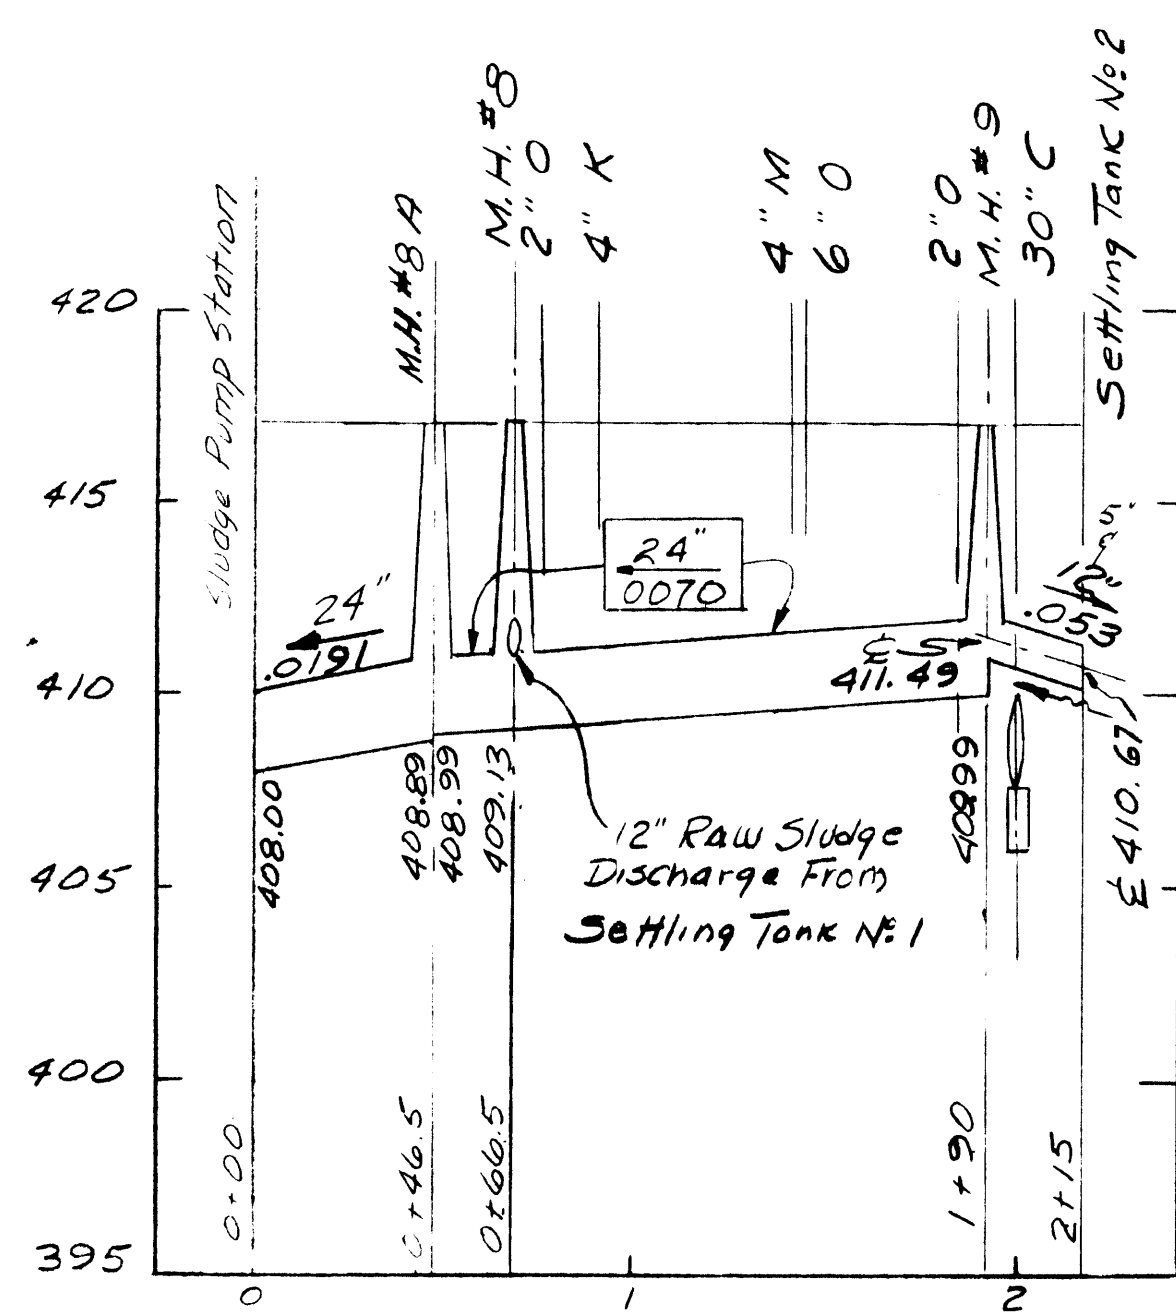 Settling Tank No. 2
M.H. #8
2" O
4" K
4" M
6" O
2" O
M.H. #9
30" C
M.H. #8A
Sludge Pump Station
420
415
410
405
400
395
24"
.0191
24"
.0070
12"
.053
℄
411.49
408.00
408.89
408.99
409.13
40899
℄ 410.67
12" Raw Sludge
Discharge From
Settling Tank No. 1
0+00
0+46.5
0+66.5
1+90
2+15
0
1
2